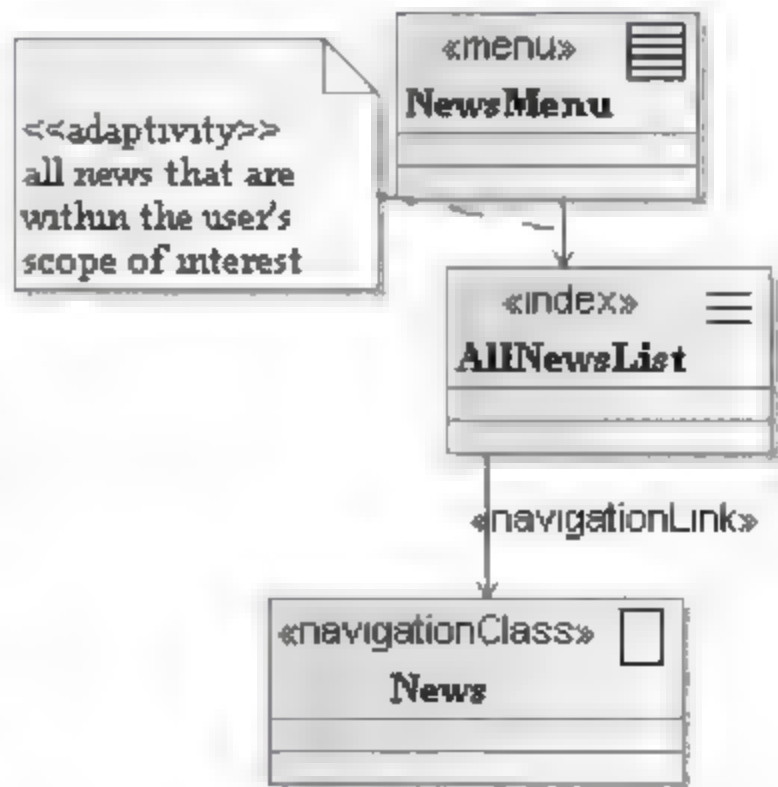 «menu»
NewsMenu
<<adaptivity>>
all news that are
within the user's
scope of interest
«index»
AllNewsList
«navigationLink»
«navigationClass»
News